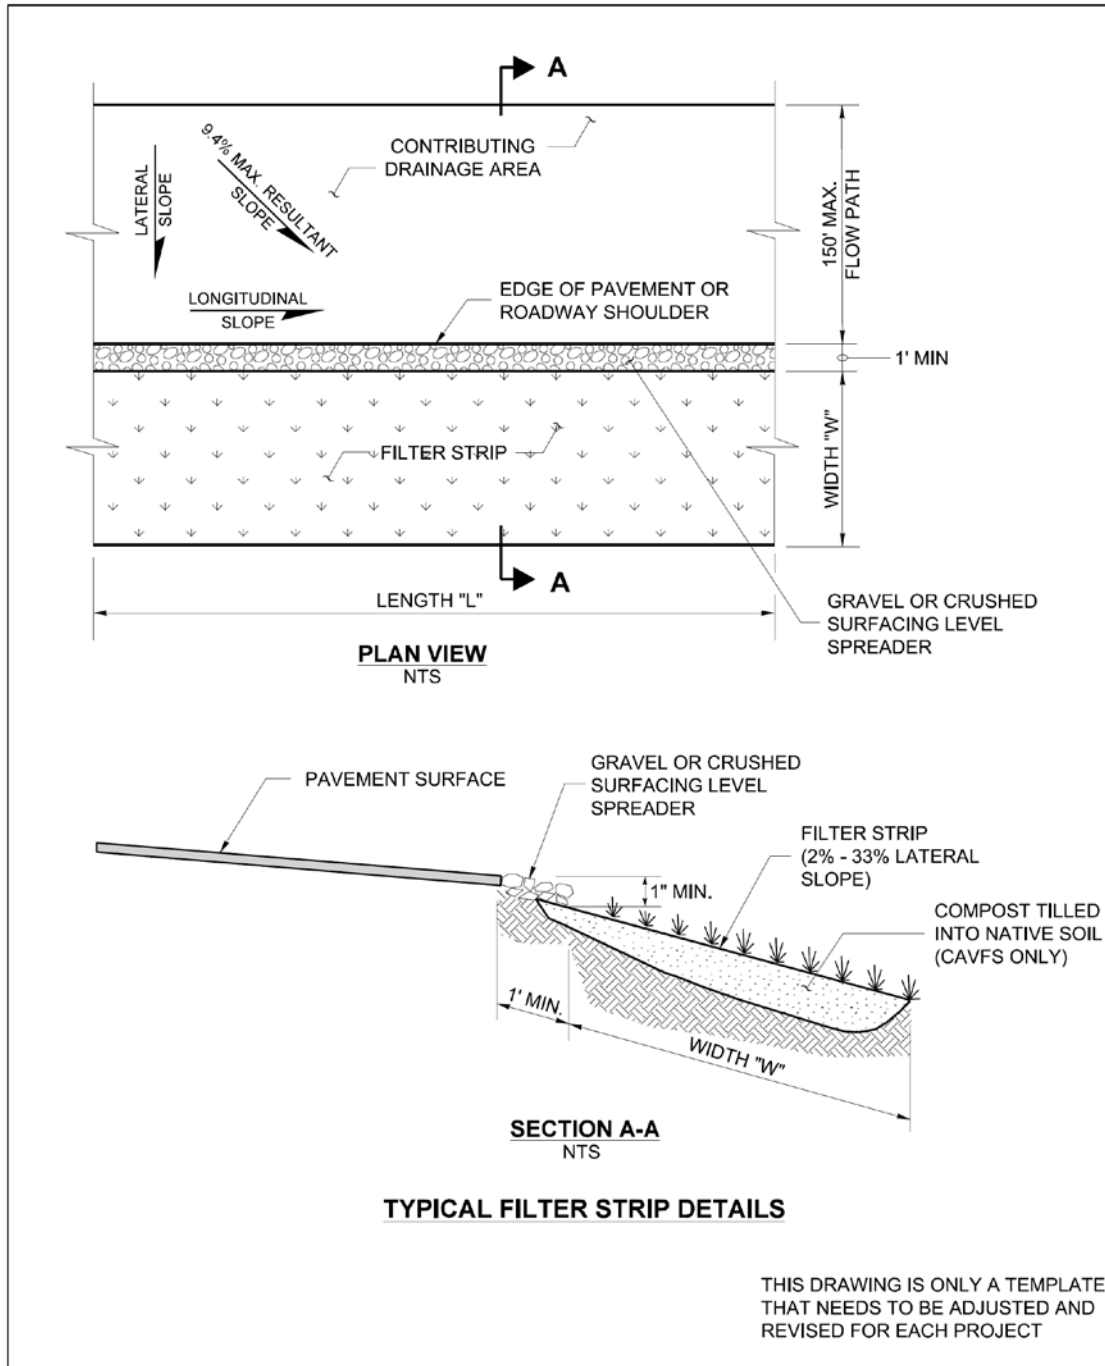 A
CONTRIBUTING
DRAINAGE AREA
9.4% MAX. RESULTANT
SLOPE
LATERAL
SLOPE
150' MAX.
FLOW PATH
LONGITUDINAL
SLOPE
EDGE OF PAVEMENT OR
ROADWAY SHOULDER
1' MIN
FILTER STRIP
WIDTH "W"
A
LENGTH "L"
GRAVEL OR CRUSHED
SURFACING LEVEL
SPREADER
PLAN VIEW
NTS
PAVEMENT SURFACE
GRAVEL OR CRUSHED
SURFACING LEVEL
SPREADER
FILTER STRIP
(2% - 33% LATERAL
SLOPE)
1" MIN.
COMPOST TILLED
INTO NATIVE SOIL
(CAVFS ONLY)
1' MIN.
WIDTH "W"
SECTION A-A
NTS
TYPICAL FILTER STRIP DETAILS
THIS DRAWING IS ONLY A TEMPLATE
THAT NEEDS TO BE ADJUSTED AND
REVISED FOR EACH PROJECT